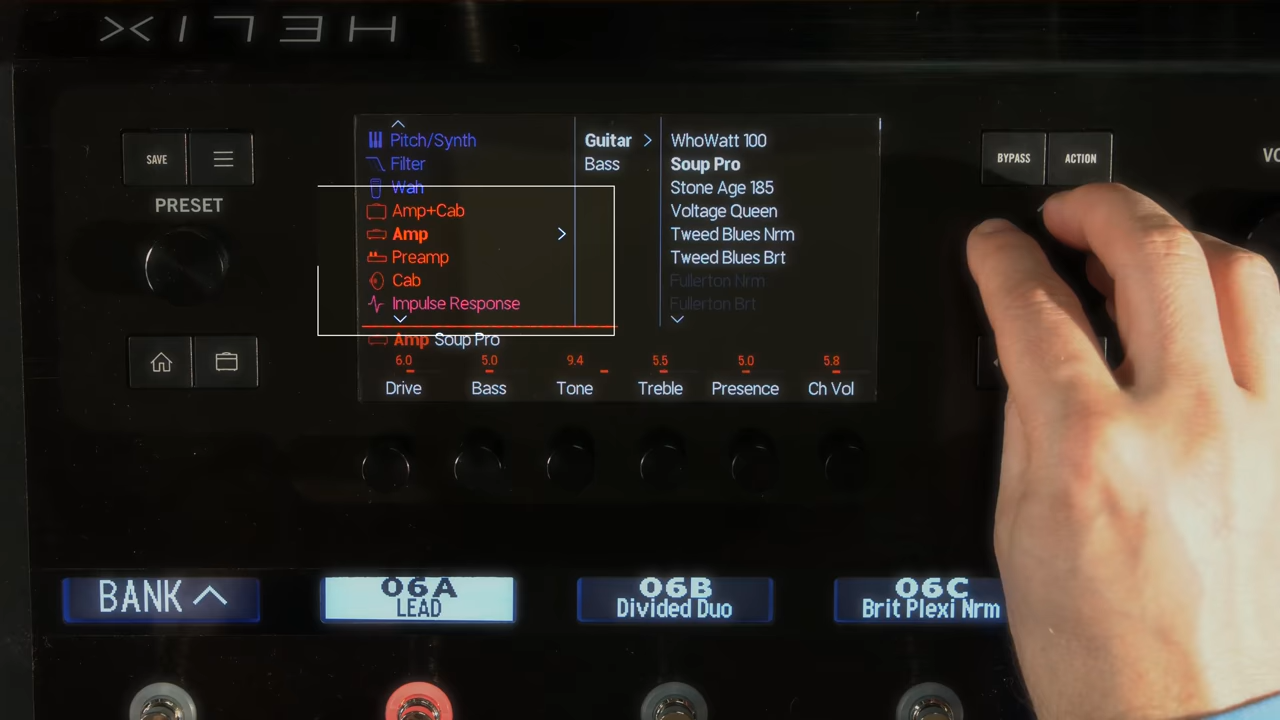 HELIX
SAVE
PRESET
Pitch/Synth
Filter
Wah
Amp+Cab
Amp
Preamp
Cab
Impulse Response
Guitar
Bass
WhoWatt 100
Soup Pro
Stone Age 185
Voltage Queen
Tweed Blues Nrm
Tweed Blues Brt
Fullerton Nrm
Fullerton Brt
Amp Soup Pro
6.0 5.0 9.4 5.5 5.0 5.8
Drive Bass Tone Treble Presence Ch Vol
BYPASS
ACTION
VO
BANK
06A
LEAD
06B
Divided Duo
06C
Brit Plexi Nrm